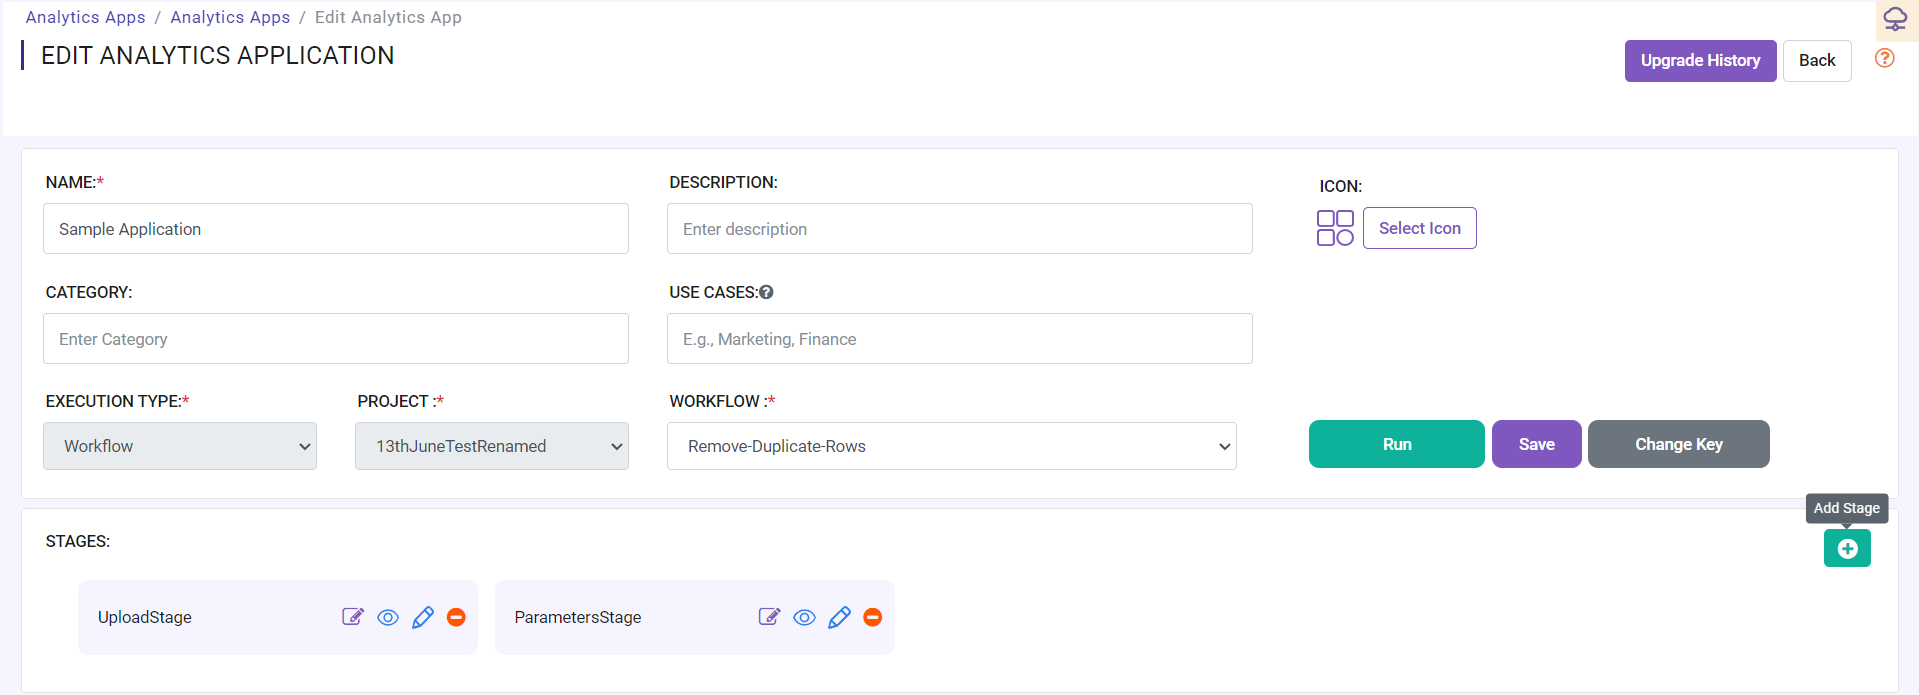 Analytics Apps / Analytics Apps / Edit Analytics App
EDIT ANALYTICS APPLICATION
Upgrade History
Back
NAME:*
DESCRIPTION:
ICON:
Sample Application
Enter description
Select Icon
CATEGORY:
USE CASES:
Enter Category
E.g., Marketing, Finance
EXECUTION TYPE:*
PROJECT :*
WORKFLOW :*
Workflow
13thJuneTestRenamed
Remove-Duplicate-Rows
Run
Save
Change Key
Add Stage
STAGES:
UploadStage
ParametersStage